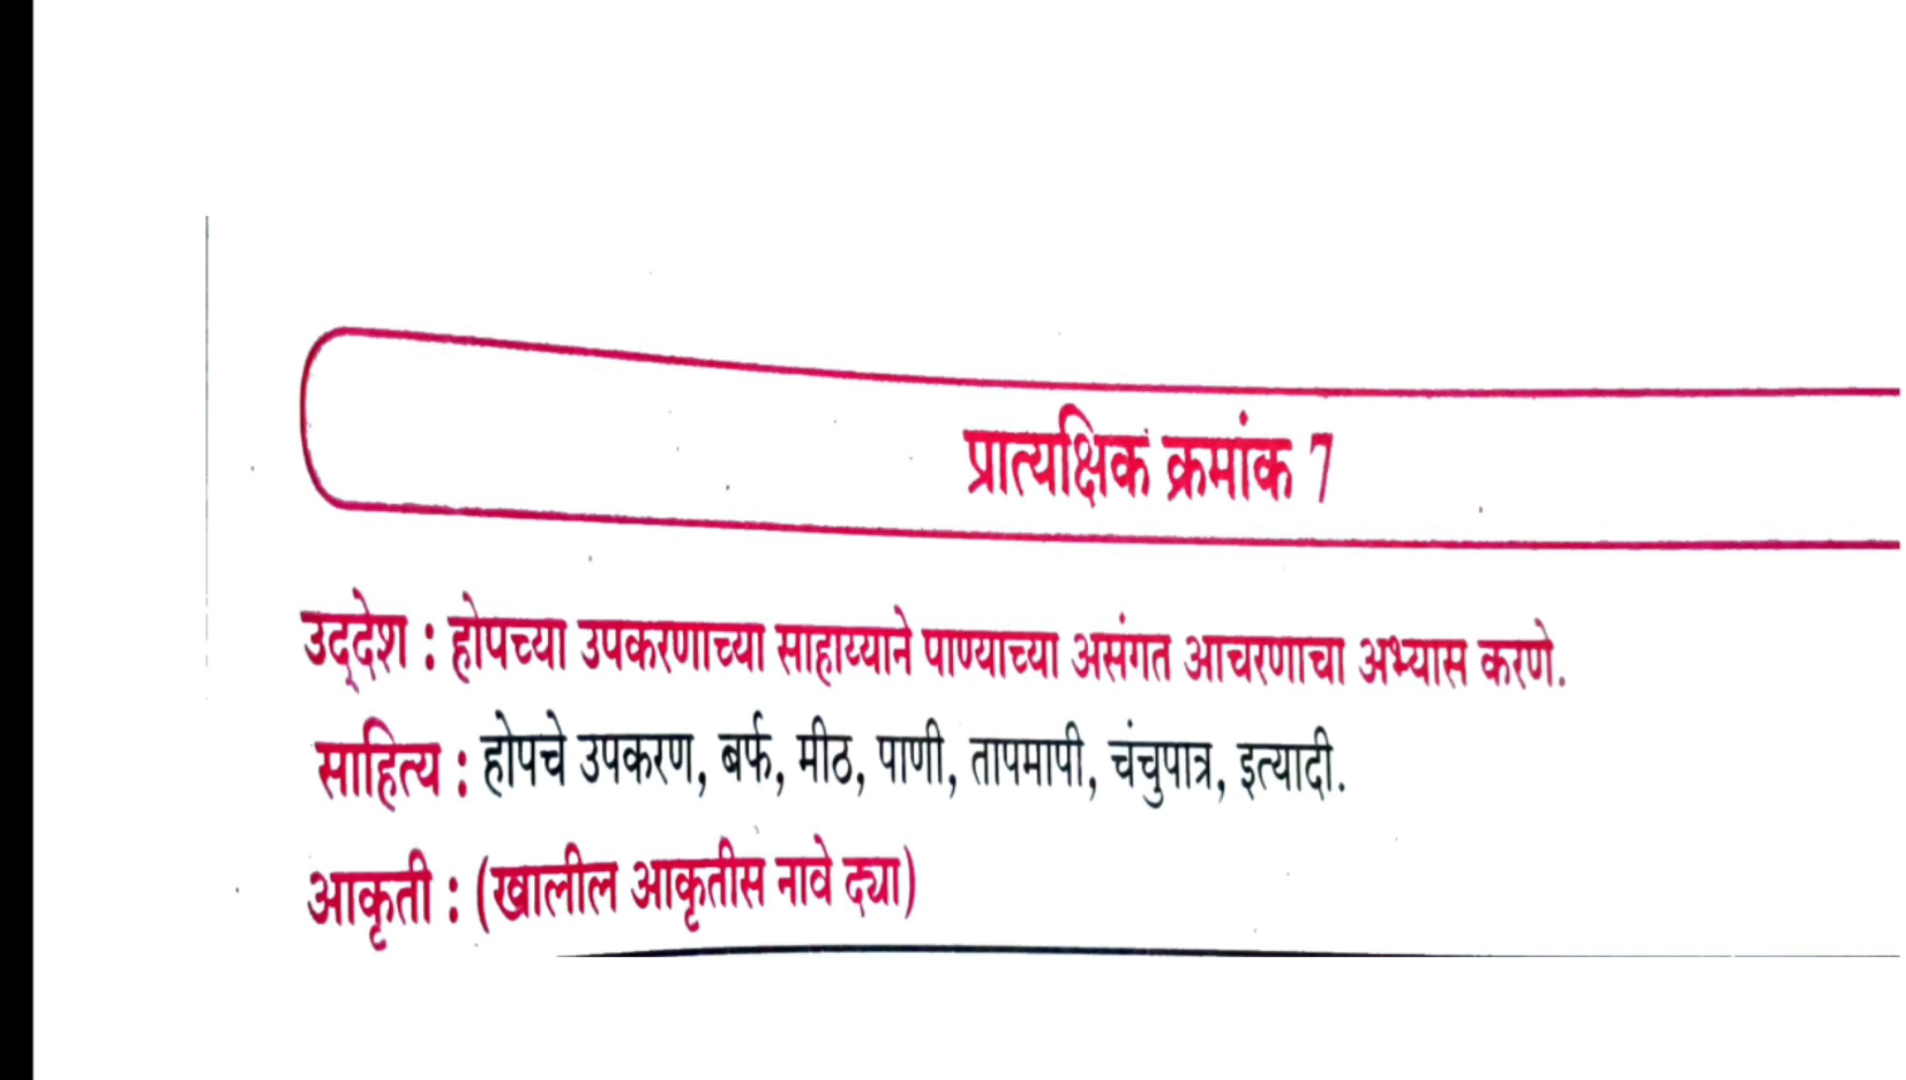 प्रात्यक्षिक क्रमांक 7
उद्‌देश : होपच्या उपकरणाच्या साहाय्याने पाण्याच्या असंगत आचरणाचा अभ्यास करणे.
साहित्य : होपचे उपकरण, बर्फ, मीठ, पाणी, तापमापी, चंचुपात्र, इत्यादी.
आकृती : (खालील आकृतीस नावे द्या)